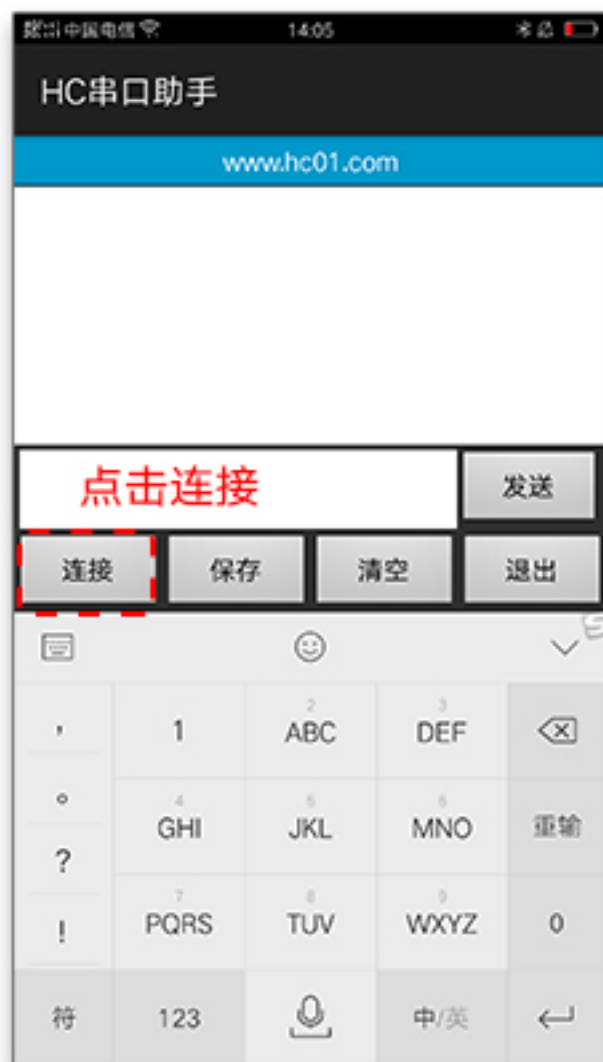 中国电信 14:05
HC串口助手
www.hc01.com
点击连接 发送
连接 保存 清空 退出
， 1 2 ABC 3 DEF
。 4 GHI 5 JKL 6 MNO 重输
?
! 7 PQRS 8 TUV 9 WXYZ 0
符 123 中/英